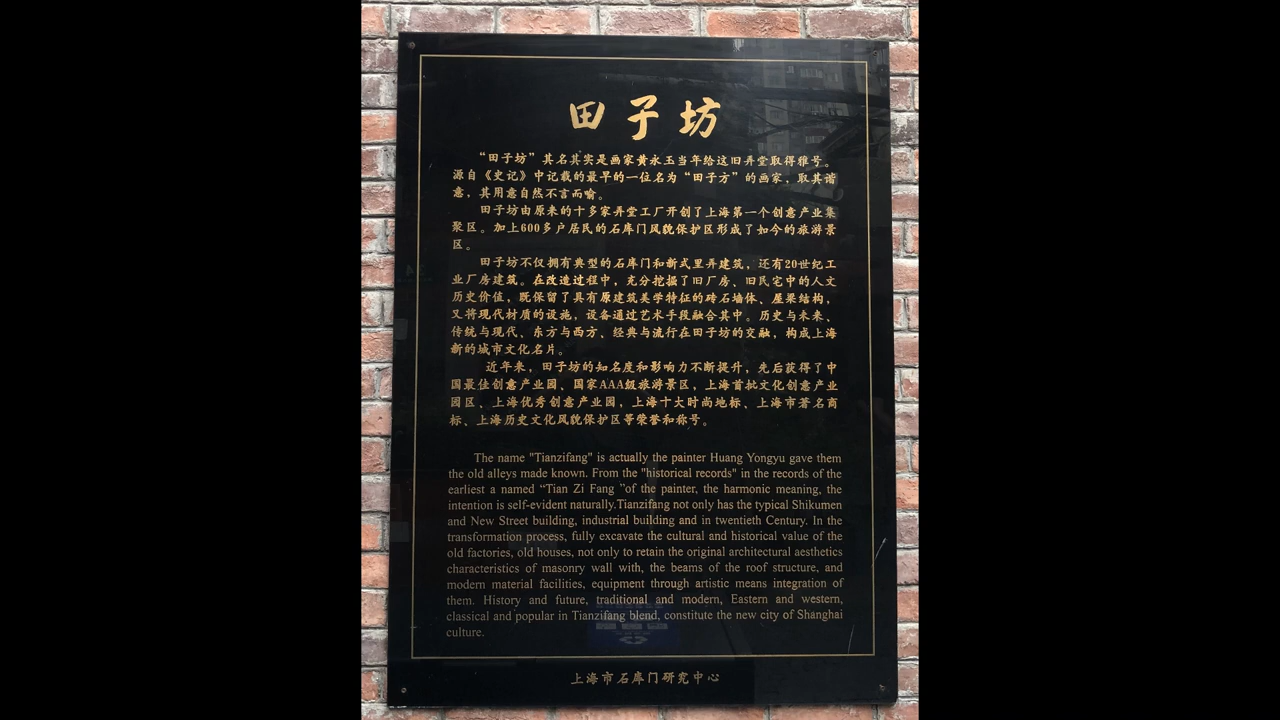 田子坊
“田子坊”其名其实是画家黄永玉当年给这旧弄堂取得雅号。
源自《史记》中记载的最早的一位名为“田子方”的画家，取其谐
意，其用意自然不言而喻。
田子坊由原来的十多家弄堂工厂开创了上海第一个创意产业集
聚区。加上600多户居民的石库门风貌保护区形成了如今的旅游景
区。
田子坊不仅拥有典型的石库门和新式里弄建筑，还有20世纪工
业建筑。在改造过程中，充分挖掘了旧厂房、旧民宅中的人文
历史价值，既保留了具有原建筑美学特征的砖石墙体、屋梁结构，
又有现代材质的设施，设备通过艺术手段融合其中。历史与未来、
传统与现代、东方与西方、经典与流行在田子坊的交融，构成上海
新的城市文化名片。
近年来，田子坊的知名度和影响力不断提升，先后获得了中
国最佳创意产业园，国家AAA级旅游景区，上海首批文化创意产业
园区、上海优秀创意产业园，上海十大时尚地标、上海市著名商
标、上海历史文化风貌保护区等荣誉和称号。
The name "Tianzifang" is actually the painter Huang Yongyu gave them
the old alleys made known. From the "historical records" in the records of the
earliest a named “Tian Zi Fang ”of the painter, the harmonic meaning, the
intention is self-evident naturally.Tianzifang not only has the typical Shikumen
and New Street building, industrial building and in twentieth Cenury. In the
transformation process, fully excavate the cultural and historical value of the
old factories, old houses, not only to retain the original architectural aesthetics
characteristics of masonry wall with, the beams of the roof structure, and
modern material facilities, equipment through artistic means integration of
them. History and future, traditional and modern, Eastern and western,
classical and popular in Tianzifang blend, constitute the new city of Shanghai
culture.
上海市石库门研究中心